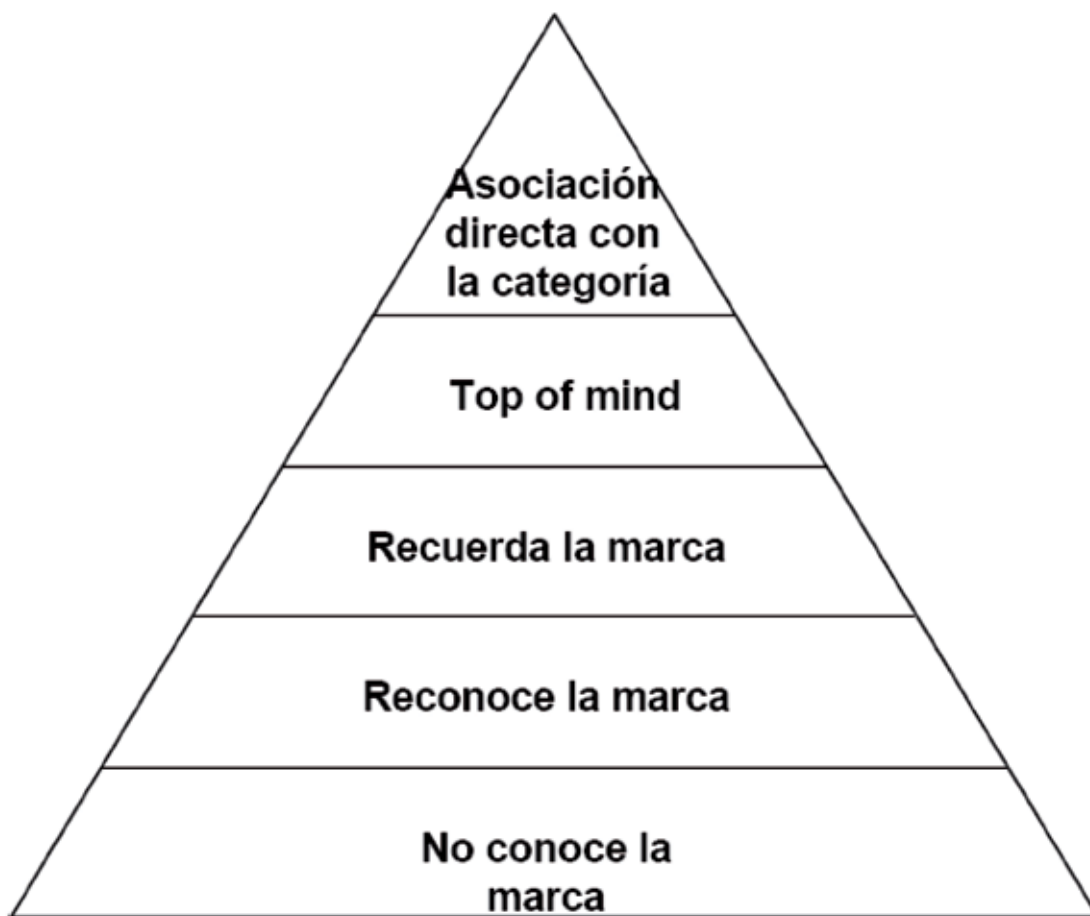 Asociación
directa con
la categoría
Top of mind
Recuerda la marca
Reconoce la marca
No conoce la
marca